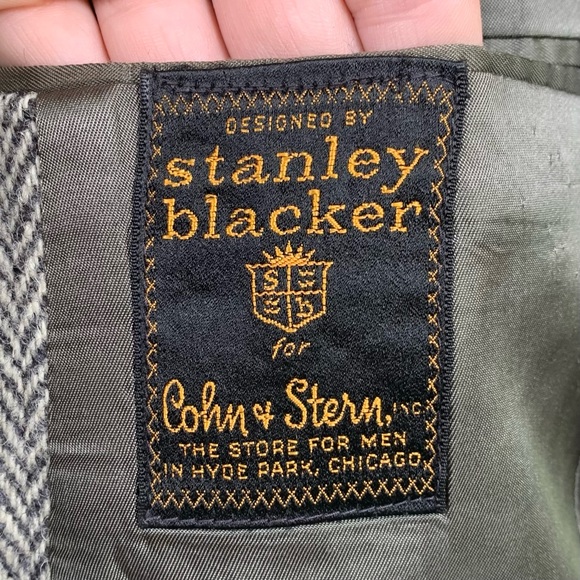 DESIGNED BY
stanley
blacker
S
b
for
Cohn & Stern, INC.
THE STORE FOR MEN
IN HYDE PARK, CHICAGO